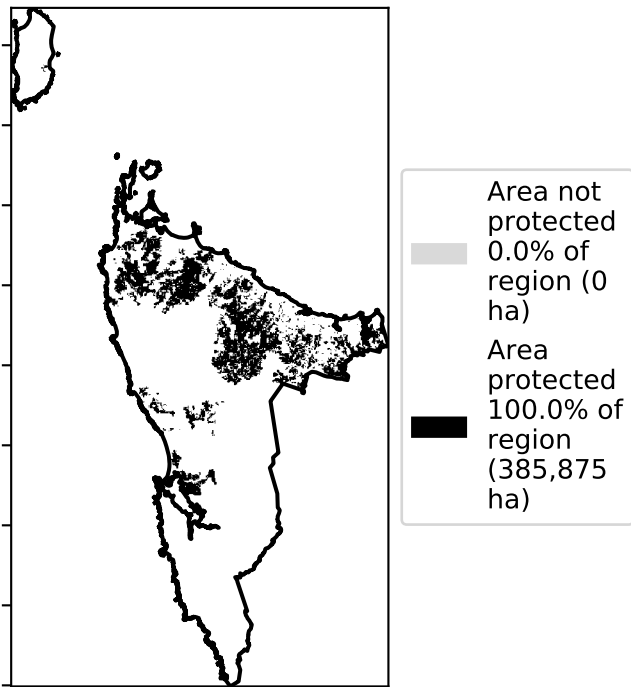 Area not
protected
0.0% of
region (0
ha)
Area
protected
100.0% of
region
(385,875
ha)